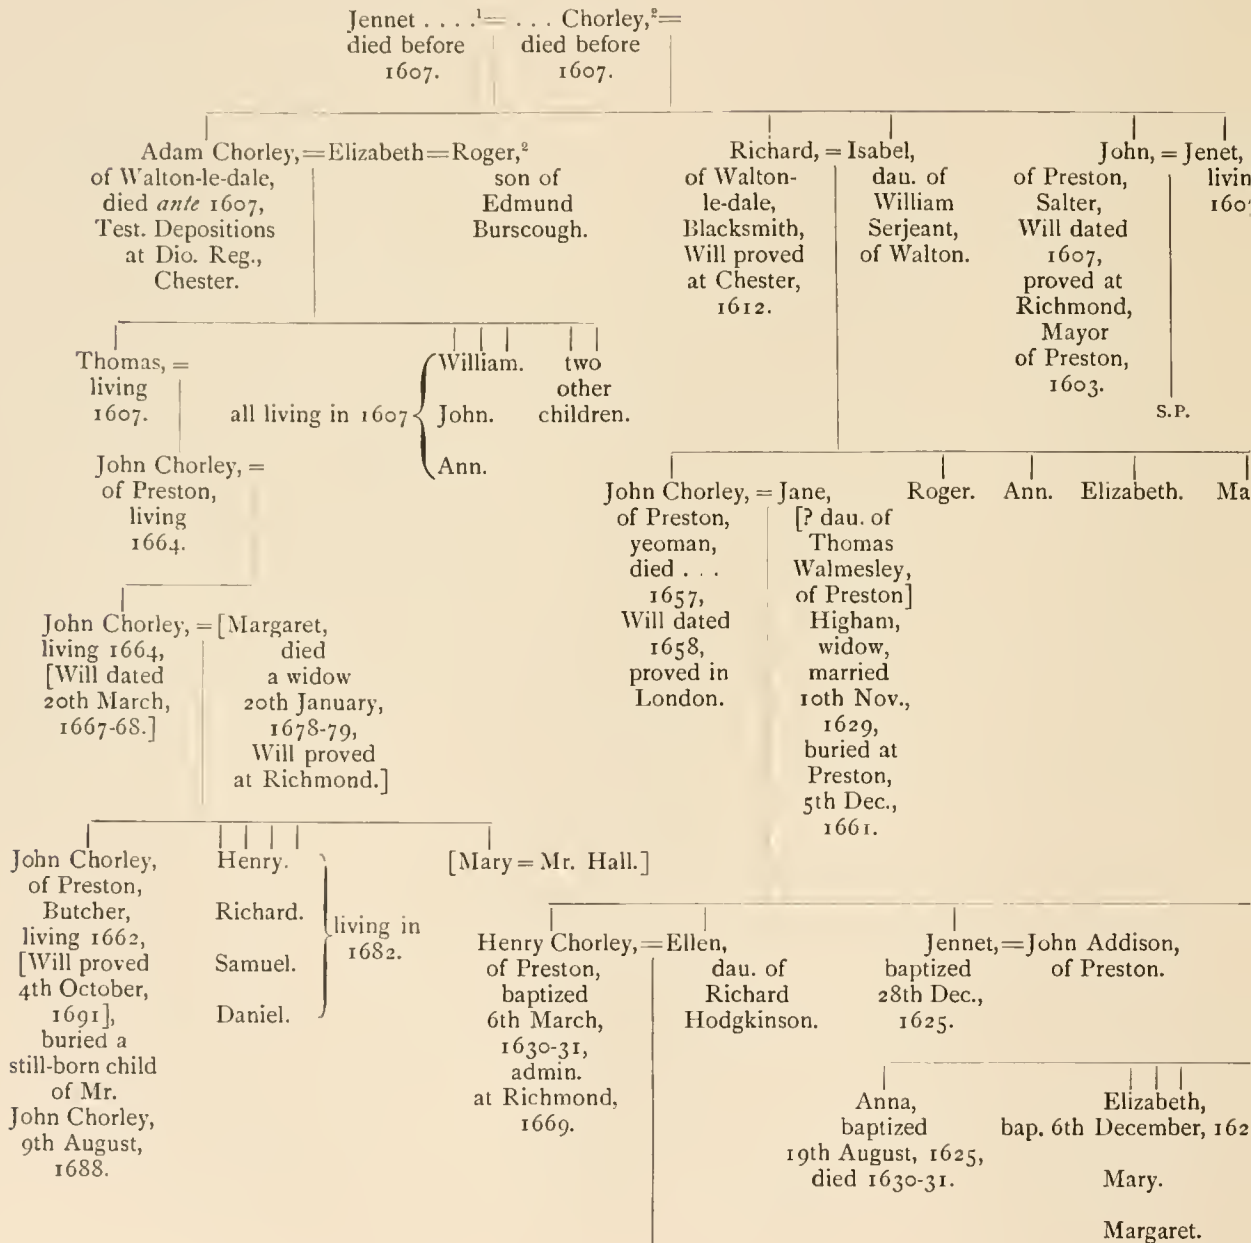 Jennet . . . .¹ = . . . Chorley,² =
died before died before
1607. 1607.
Adam Chorley, = Elizabeth = Roger,²
of Walton-le-dale,
died ante 1607,
Test. Depositions
at Dio. Reg.,
Chester.
son of
Edmund
Burscough.
Richard, = Isabel,
of Walton-
le-dale,
Blacksmith,
Will proved
at Chester,
1612.
dau. of
William
Serjeant,
of Walton.
John, = Jenet,
of Preston,
Salter,
Will dated
1607,
proved at
Richmond,
Mayor
of Preston,
1603.
S.P.
Thomas, =
living
1607.
all living in 1607
William.
John.
Ann.
two
other
children.
John Chorley, =
of Preston,
living
1664.
John Chorley, = Jane,
of Preston,
yeoman,
died . . .
1657,
Will dated
1658,
proved in
London.
[? dau. of
Thomas
Walmesley,
of Preston]
Higham,
widow,
married
10th Nov.,
1629,
buried at
Preston,
5th Dec.,
1661.
Roger. Ann. Elizabeth. Ma
John Chorley, = [Margaret,
living 1664,
[Will dated
20th March,
1667-68.]
died
a widow
20th January,
1678-79,
Will proved
at Richmond.]
John Chorley,
of Preston,
Butcher,
living 1662,
[Will proved
4th October,
1691],
buried a
still-born child
of Mr.
John Chorley,
9th August,
1688.
Henry.
Richard.
Samuel.
Daniel.
living in
1682.
[Mary = Mr. Hall.]
Henry Chorley, = Ellen,
of Preston,
baptized
6th March,
1630-31,
admin.
at Richmond,
1669.
dau. of
Richard
Hodgkinson.
Jennet, = John Addison,
baptized
28th Dec.,
1625.
of Preston.
Anna,
baptized
19th August, 1625,
died 1630-31.
Elizabeth,
bap. 6th December, 162
Mary.
Margaret.